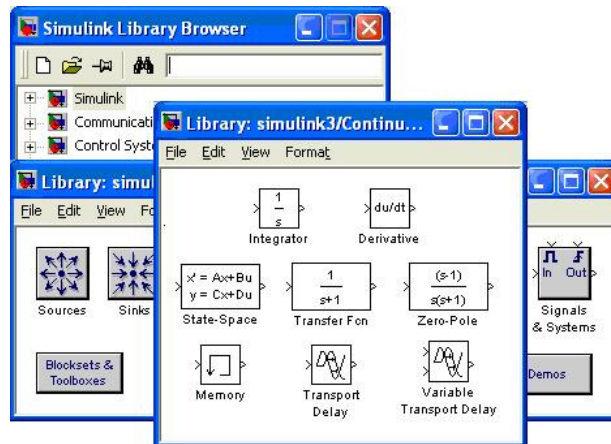 Simulink Library Browser
Simulink
Communicati
Control Syste
Library: simul
File Edit View Fo
Sources
Sinks
Blocksets &
Toolboxes
Library: simulink3/Continu...
File Edit View Format
1
s
Integrator
du/dt
Derivative
x' = Ax+Bu
y = Cx+Du
State-Space
1
s+1
Transfer Fcn
(s-1)
s(s+1)
Zero-Pole
Memory
Transport
Delay
Variable
Transport Delay
In Out
Signals
& Systems
Demos